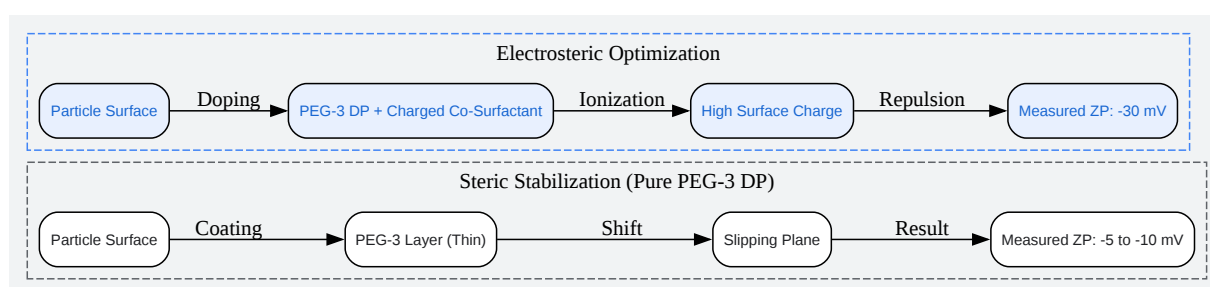 Electrosteric Optimization
Particle Surface
Doping
PEG-3 DP + Charged Co-Surfactant
Ionization
High Surface Charge
Repulsion
Measured ZP: -30 mV
Steric Stabilization (Pure PEG-3 DP)
Particle Surface
Coating
PEG-3 Layer (Thin)
Shift
Slipping Plane
Result
Measured ZP: -5 to -10 mV